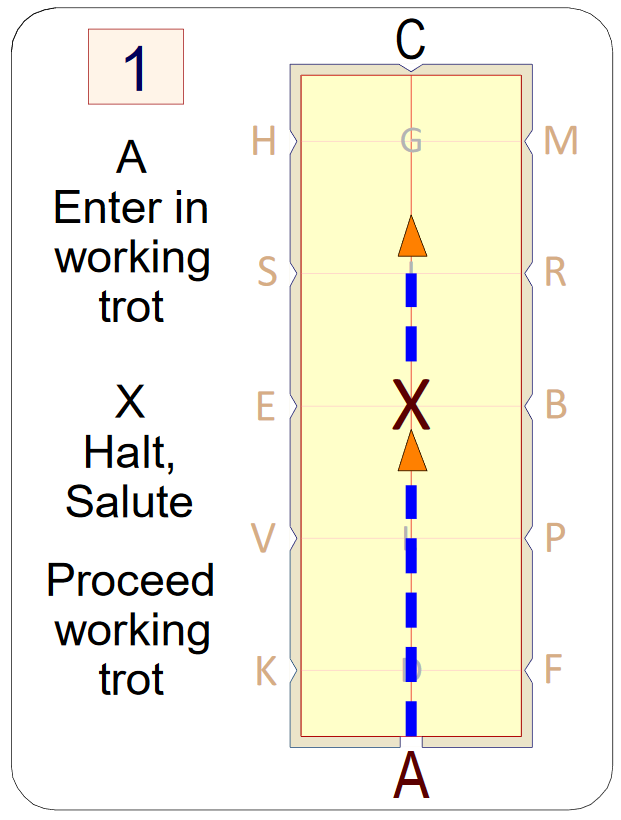 1
C
A
Enter in
working
trot
X
Halt,
Salute
Proceed
working
trot
H G M
S R
E X B
V L P
K D F
A